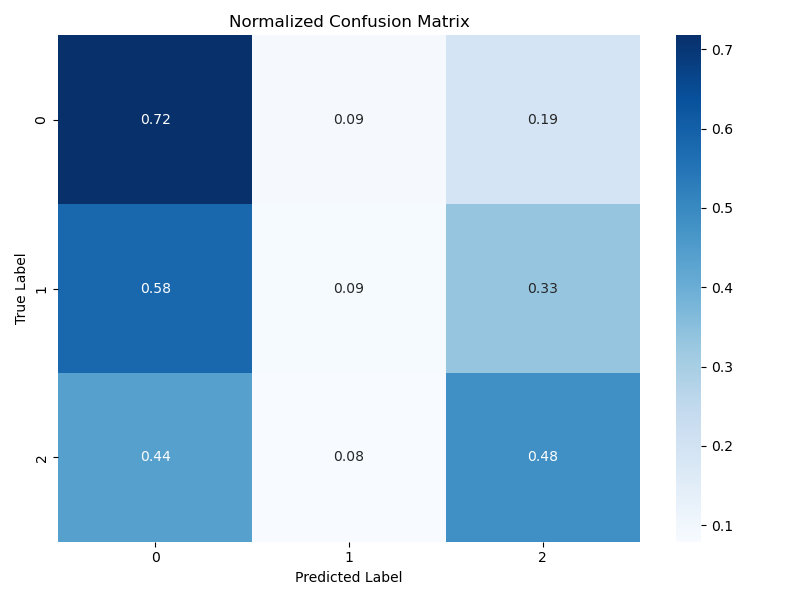 Normalized Confusion Matrix
0.72 0.09 0.19
0.58 0.09 0.33
0.44 0.08 0.48
0
1
2
True Label
0 1 2
Predicted Label
0.7
0.6
0.5
0.4
0.3
0.2
0.1